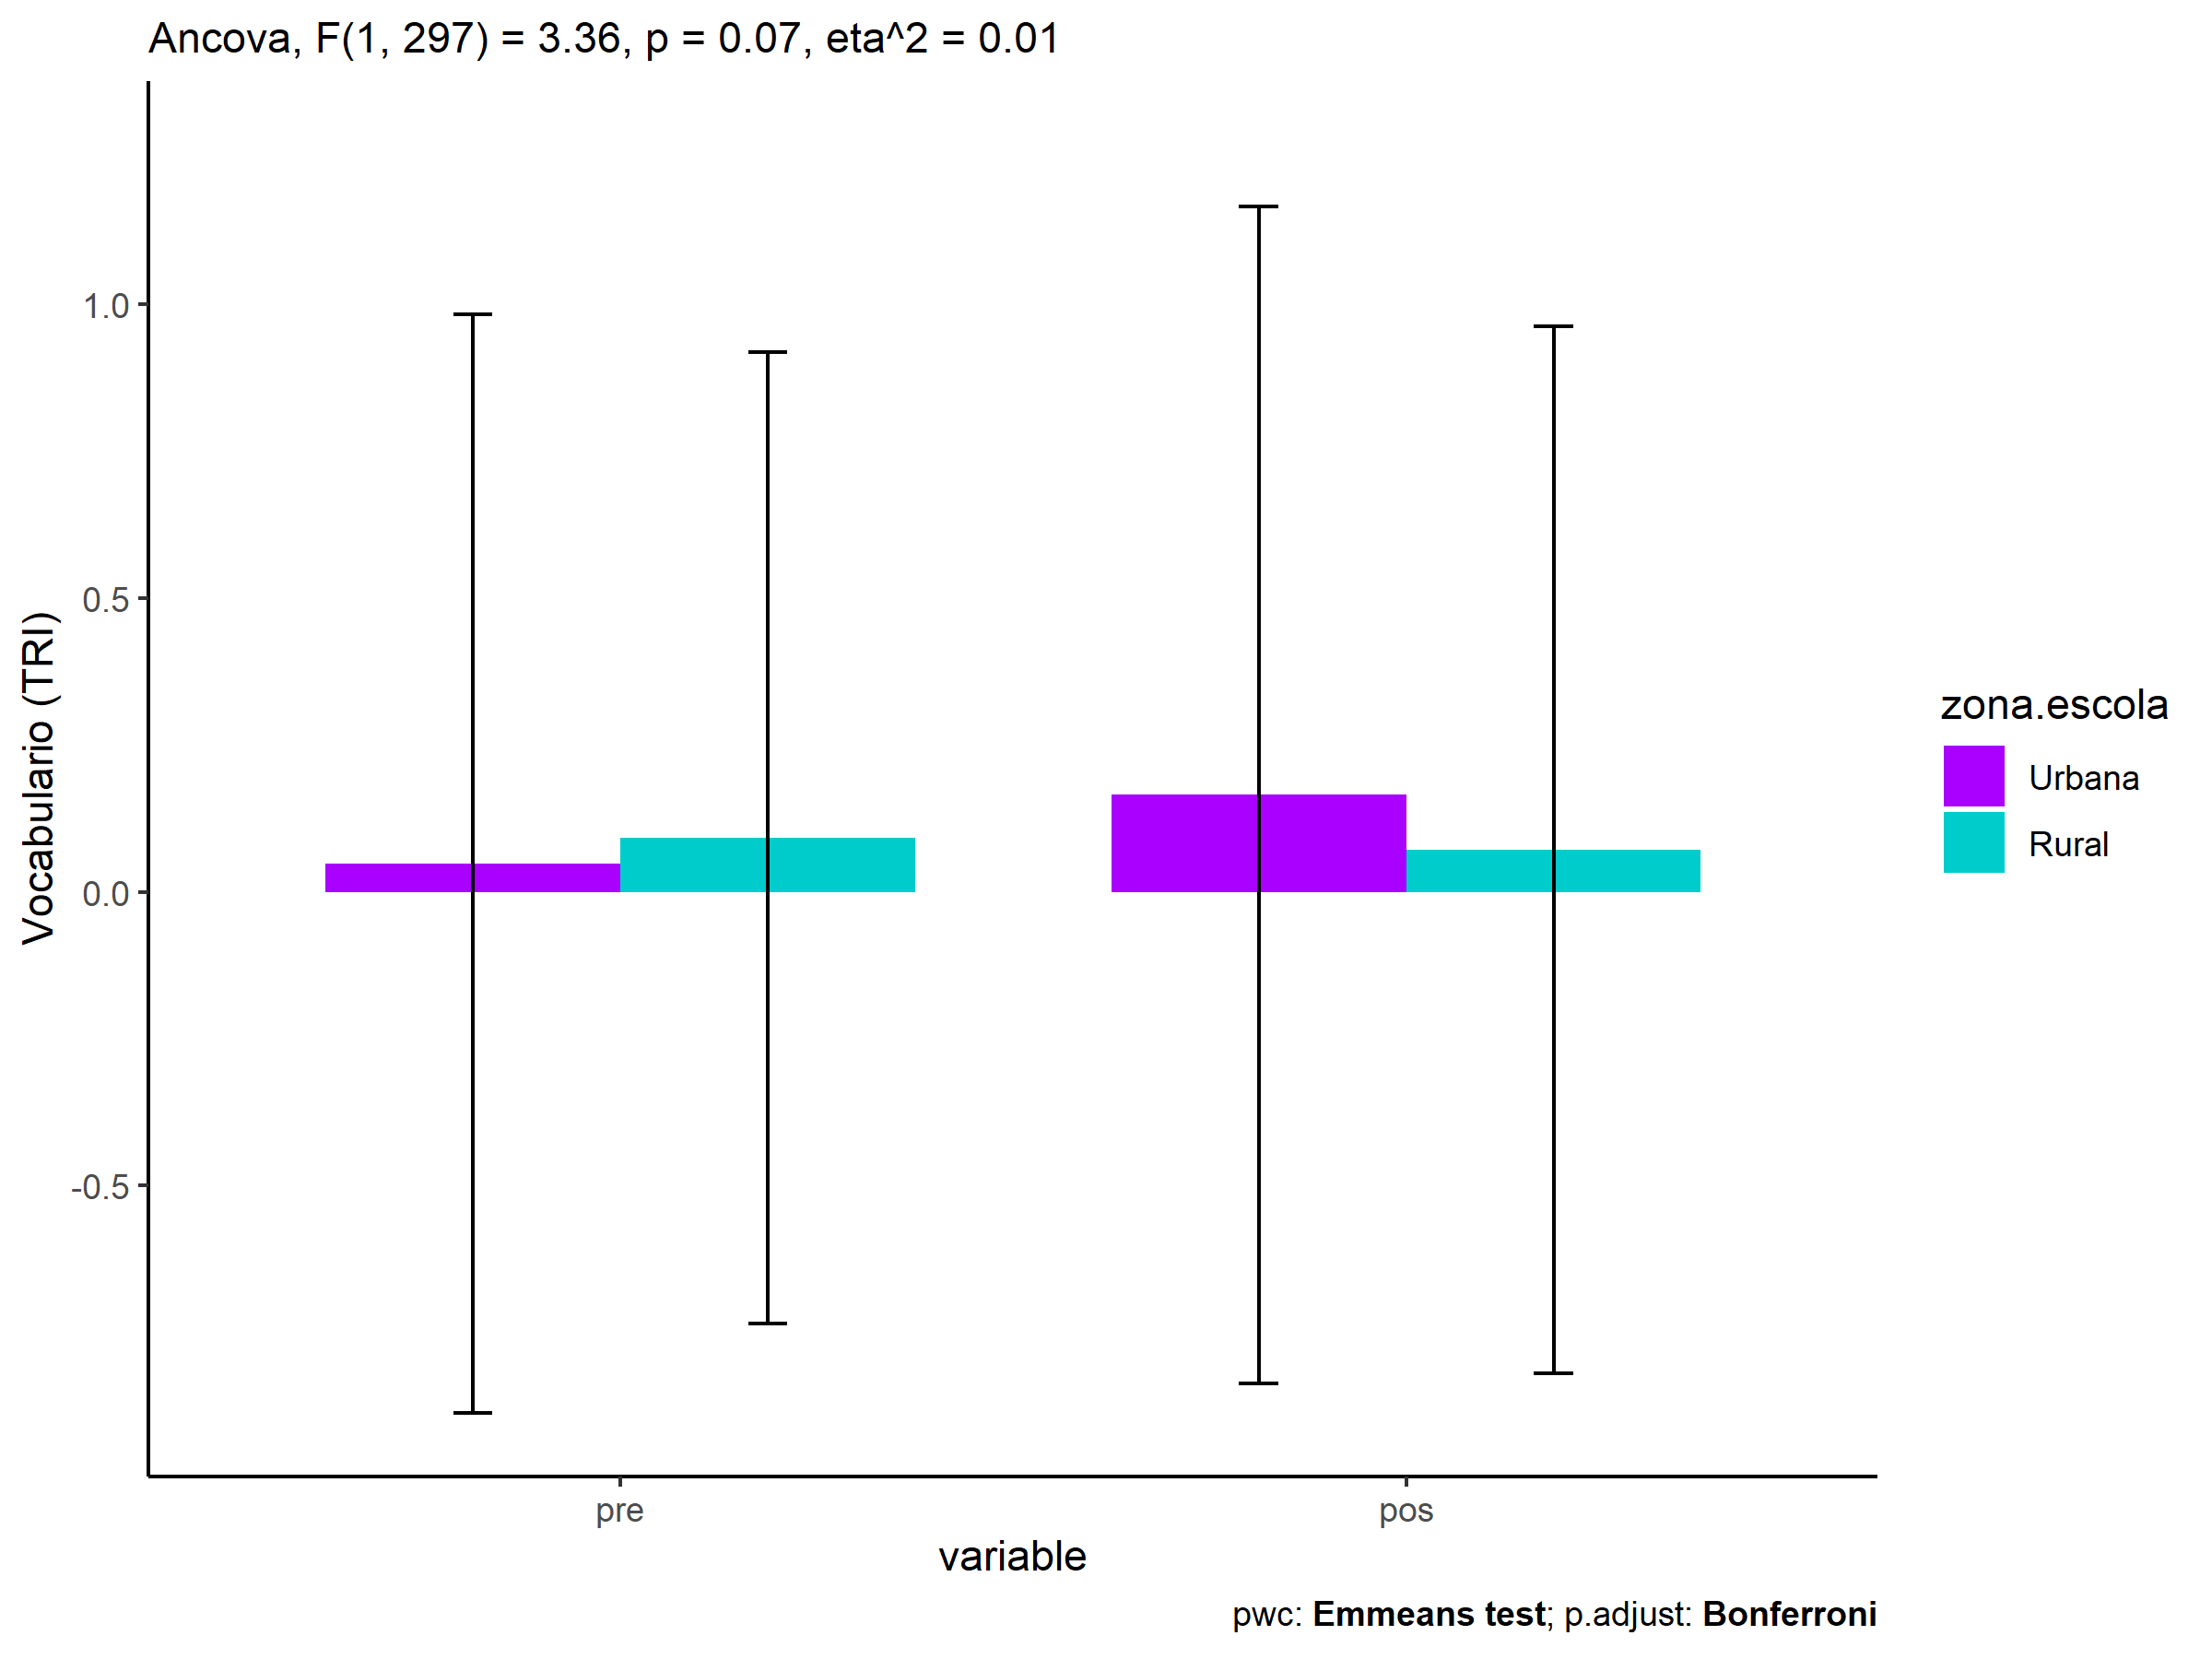 Ancova, F(1, 297) = 3.36, p = 0.07, eta^2 = 0.01
Vocabulario (TRI)
1.0
0.5
0.0
-0.5
pre
pos
variable
zona.escola
Urbana
Rural
pwc: Emmeans test; p.adjust: Bonferroni